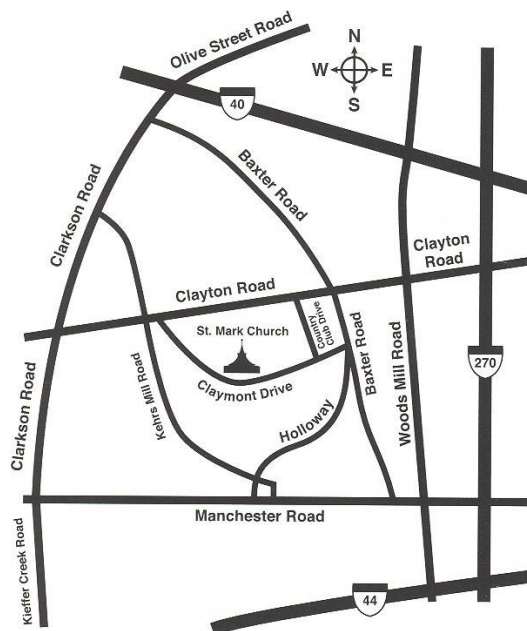 Olive Street Road
N
W E
S
40
Clarkson Road
Baxter Road
Clayton
Road
Clayton Road
St. Mark Church
Country
Club Drive
Kehrs Mill Road
Claymont Drive
Baxter Road
Woods Mill Road
270
Clarkson Road
Holloway
Manchester Road
Kieffer Creek Road
44